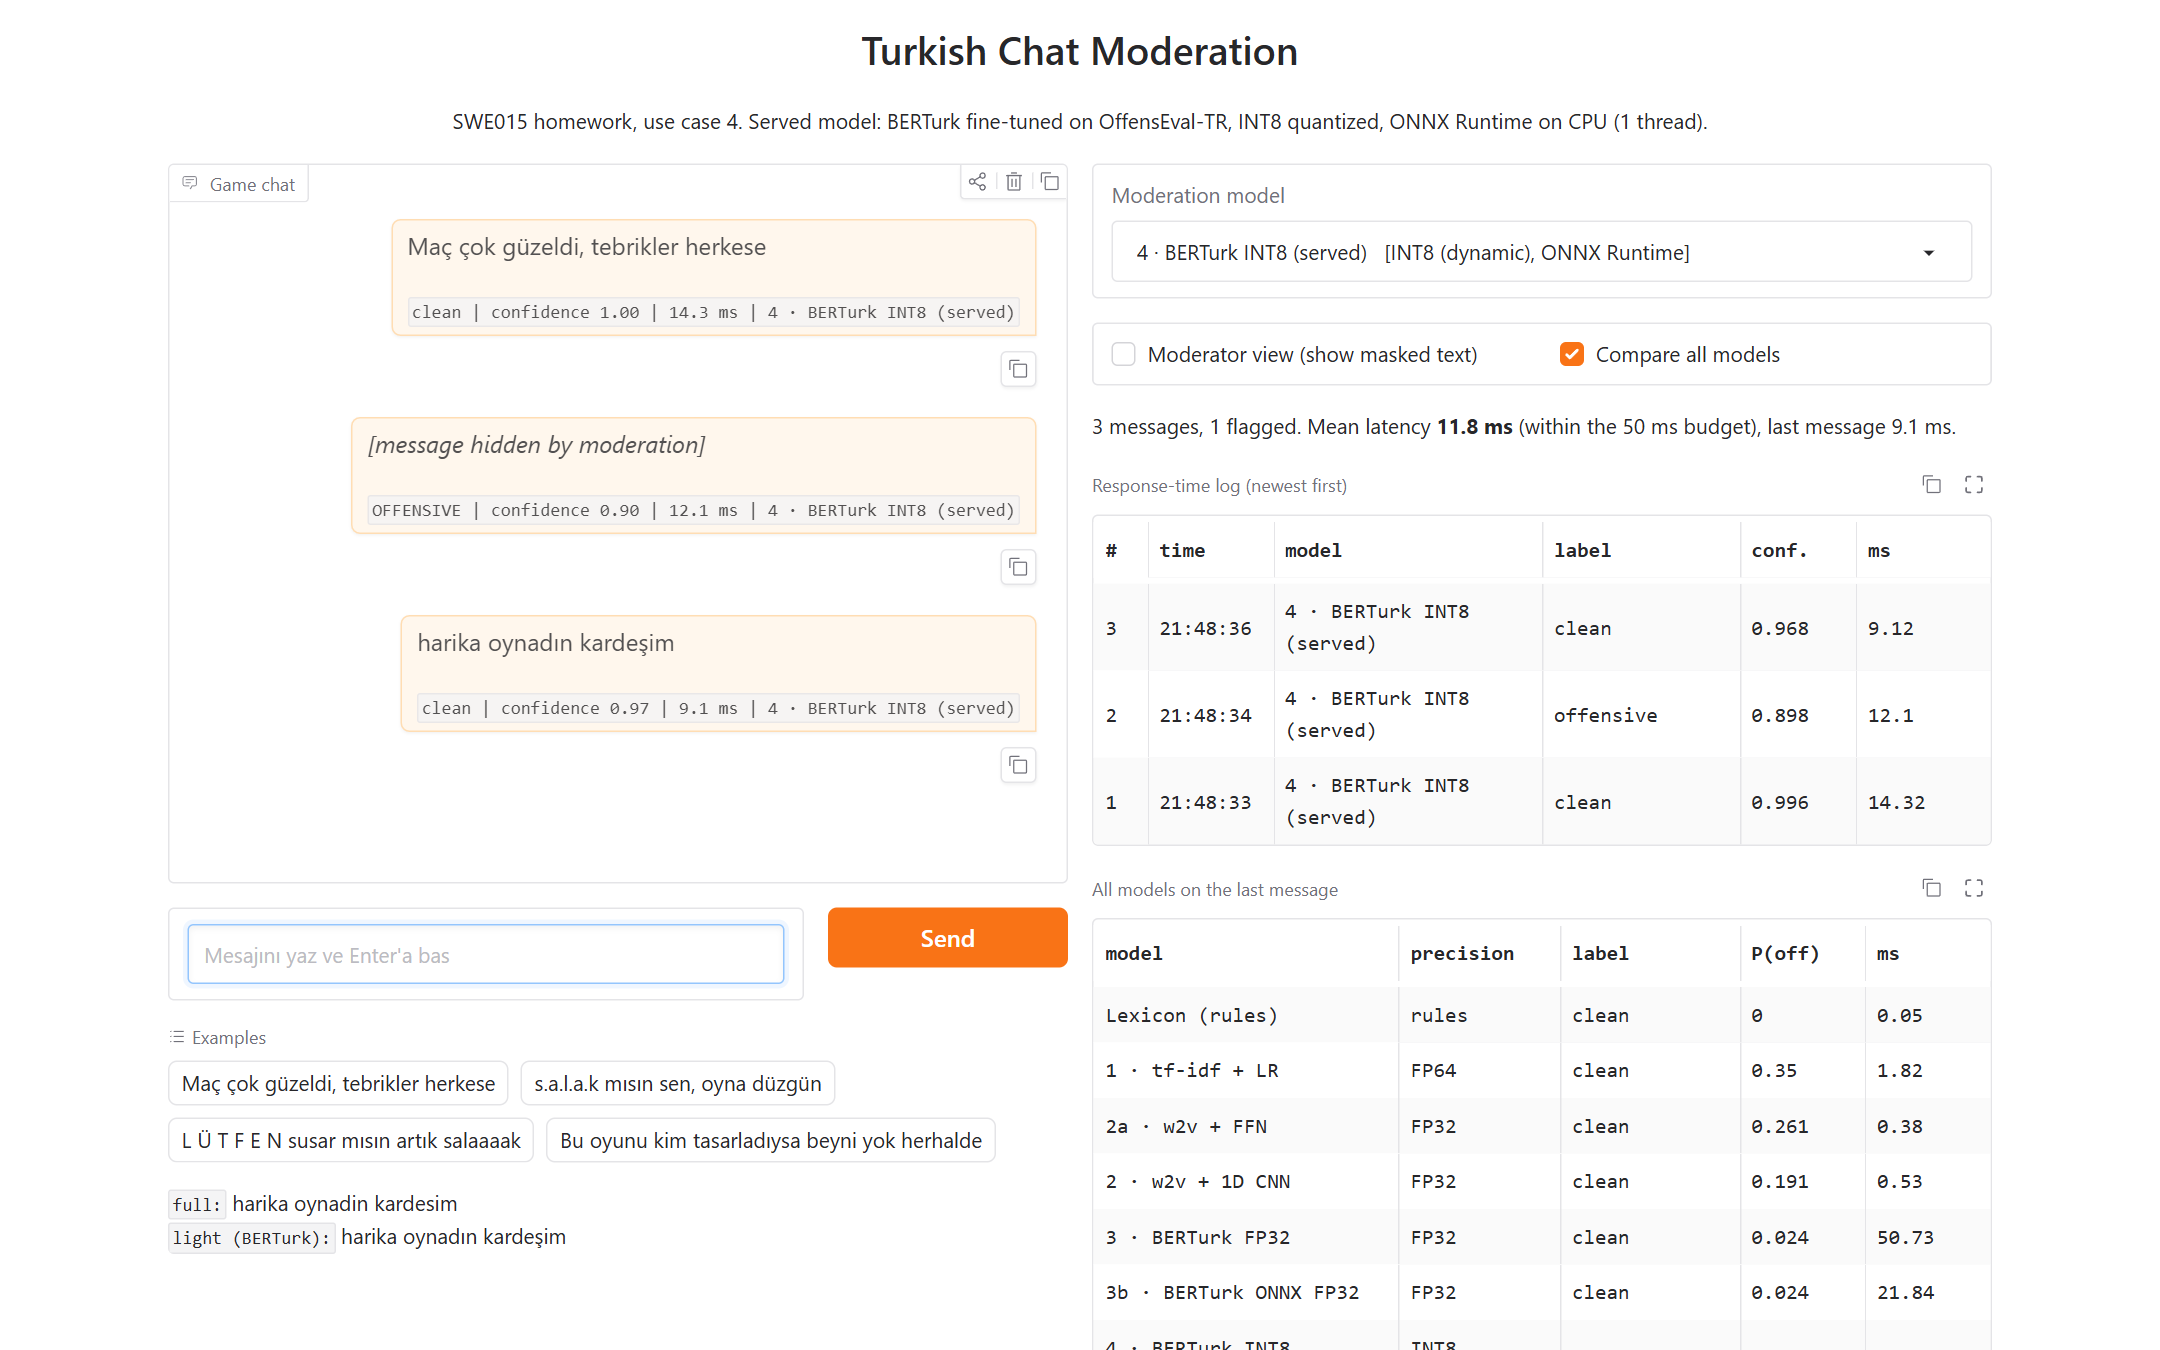 Turkish Chat Moderation
SWE015 homework, use case 4. Served model: BERTurk fine-tuned on OffensEval-TR, INT8 quantized, ONNX Runtime on CPU (1 thread).
Game chat
Maç çok güzeldi, tebrikler herkese
clean | confidence 1.00 | 14.3 ms | 4 · BERTurk INT8 (served)
[message hidden by moderation]
OFFENSIVE | confidence 0.90 | 12.1 ms | 4 · BERTurk INT8 (served)
harika oynadın kardeşim
clean | confidence 0.97 | 9.1 ms | 4 · BERTurk INT8 (served)
Mesajını yaz ve Enter'a bas
Send
Examples
Maç çok güzeldi, tebrikler herkese
s.a.l.a.k mısın sen, oyna düzgün
L Ü T F E N susar mısın artık salaaaak
Bu oyunu kim tasarladıysa beyni yok herhalde
full: harika oynadin kardesim
light (BERTurk): harika oynadın kardeşim
Moderation model
4 · BERTurk INT8 (served) [INT8 (dynamic), ONNX Runtime]
Moderator view (show masked text)
Compare all models
3 messages, 1 flagged. Mean latency 11.8 ms (within the 50 ms budget), last message 9.1 ms.
Response-time log (newest first)
# time model label conf. ms
3 21:48:36 4 · BERTurk INT8 (served) clean 0.968 9.12
2 21:48:34 4 · BERTurk INT8 (served) offensive 0.898 12.1
1 21:48:33 4 · BERTurk INT8 (served) clean 0.996 14.32
All models on the last message
model precision label P(off) ms
Lexicon (rules) rules clean 0 0.05
1 · tf-idf + LR FP64 clean 0.35 1.82
2a · w2v + FFN FP32 clean 0.261 0.38
2 · w2v + 1D CNN FP32 clean 0.191 0.53
3 · BERTurk FP32 FP32 clean 0.024 50.73
3b · BERTurk ONNX FP32 FP32 clean 0.024 21.84
4 · BERTurk INT8 INT8